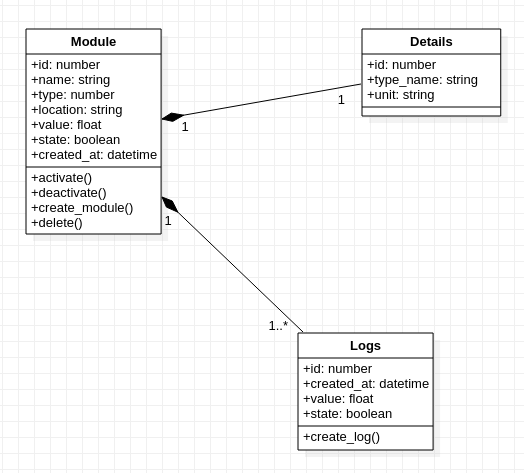 Module
+id: number
+name: string
+type: number
+location: string
+value: float
+state: boolean
+created_at: datetime
+activate()
+deactivate()
+create_module()
+delete()
1
1
Details
+id: number
+type_name: string
+unit: string
1
1..*
Logs
+id: number
+created_at: datetime
+value: float
+state: boolean
+create_log()